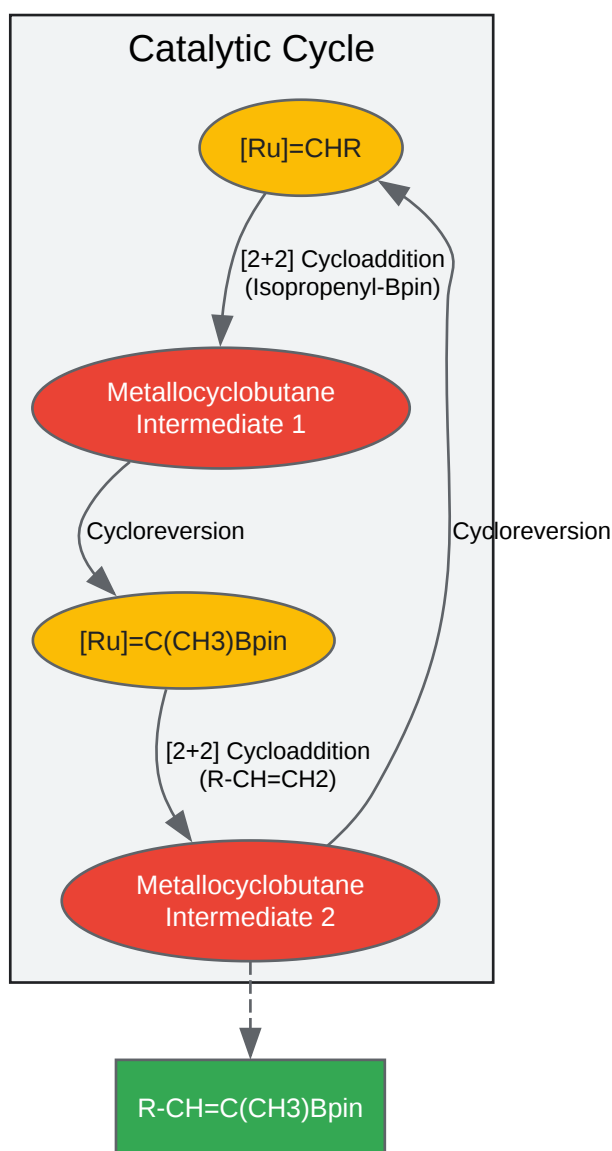 Catalytic Cycle
[Ru]=CHR
[2+2] Cycloaddition
(Isopropenyl-Bpin)
Metallocyclobutane
Intermediate 1
Cycloreversion
Cycloreversion
[Ru]=C(CH3)Bpin
[2+2] Cycloaddition
(R-CH=CH2)
Metallocyclobutane
Intermediate 2
R-CH=C(CH3)Bpin